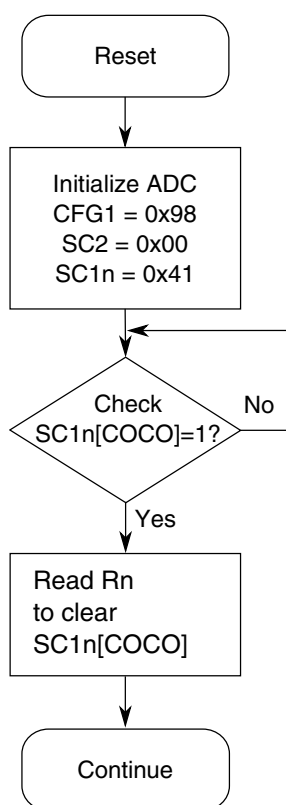 Reset
Initialize ADC
CFG1 = 0x98
SC2 = 0x00
SC1n = 0x41
Check
SC1n[COCO]=1?
No
Yes
Read Rn
to clear
SC1n[COCO]
Continue